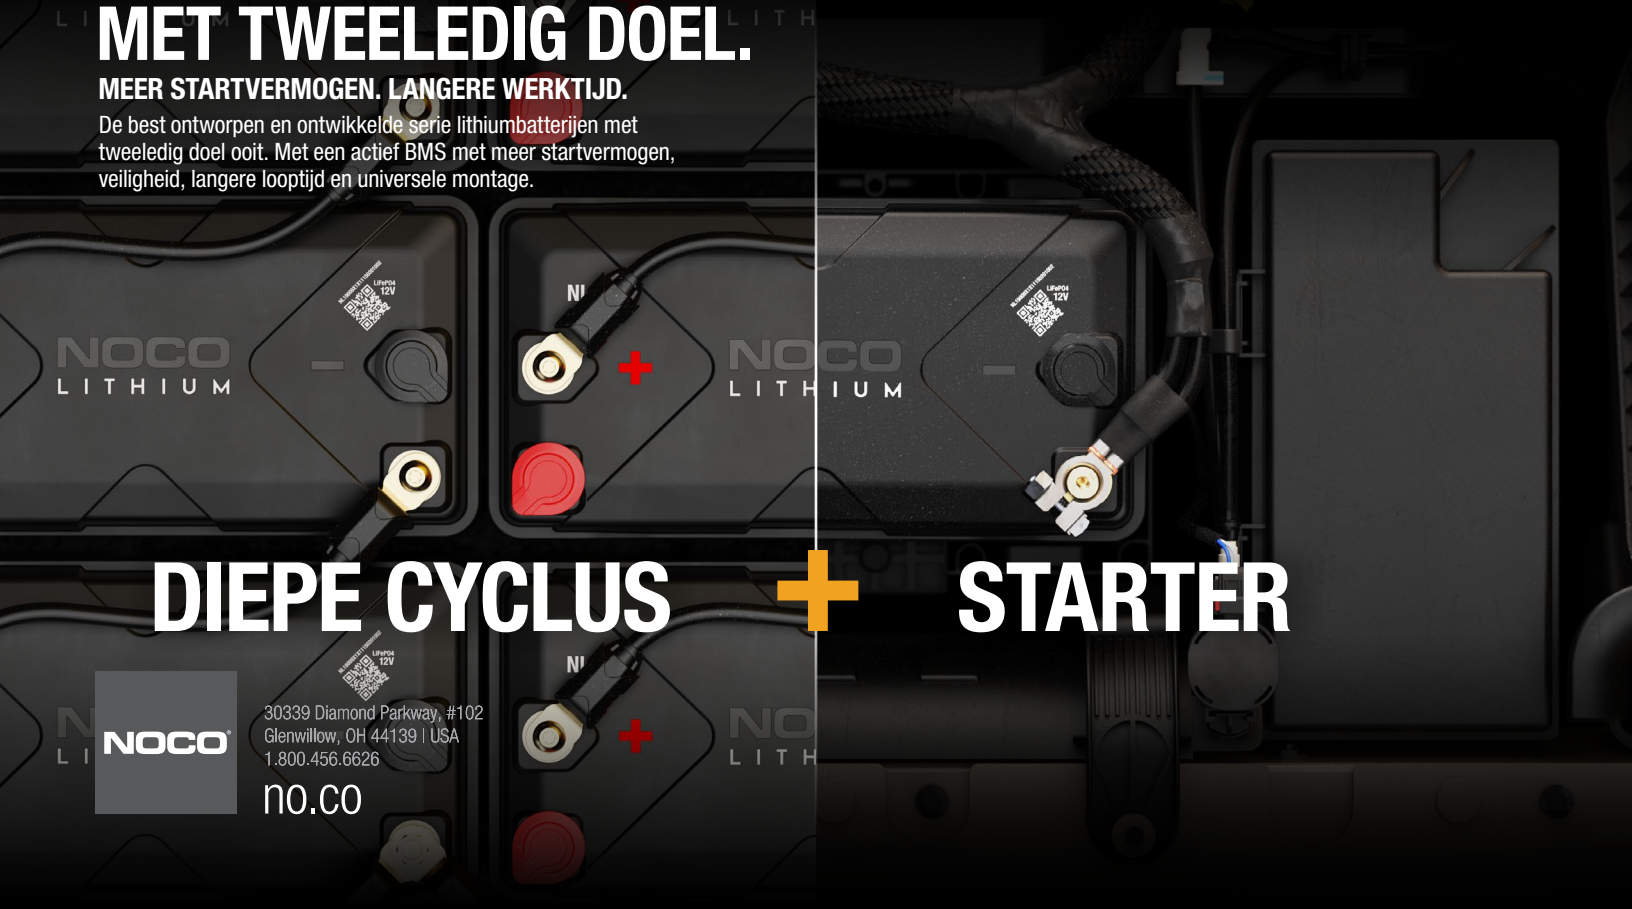 MET TWEELEDIG DOEL.
MEER STARTVERMOGEN. LANGERE WERKTIJD.
De best ontworpen en ontwikkelde serie lithiumbatterijen met
tweeledig doel ooit. Met een actief BMS met meer startvermogen,
veiligheid, langere looptijd en universele montage.
LiFePO4
12V
NOCO
LITHIUM
NOCO
LITHIUM
LiFePO4
12V
DIEPE CYCLUS + STARTER
LiFePO4
12V
NOCO
30339 Diamond Parkway, #102
Glenwillow, OH 44139 | USA
1.800.456.6626
no.co